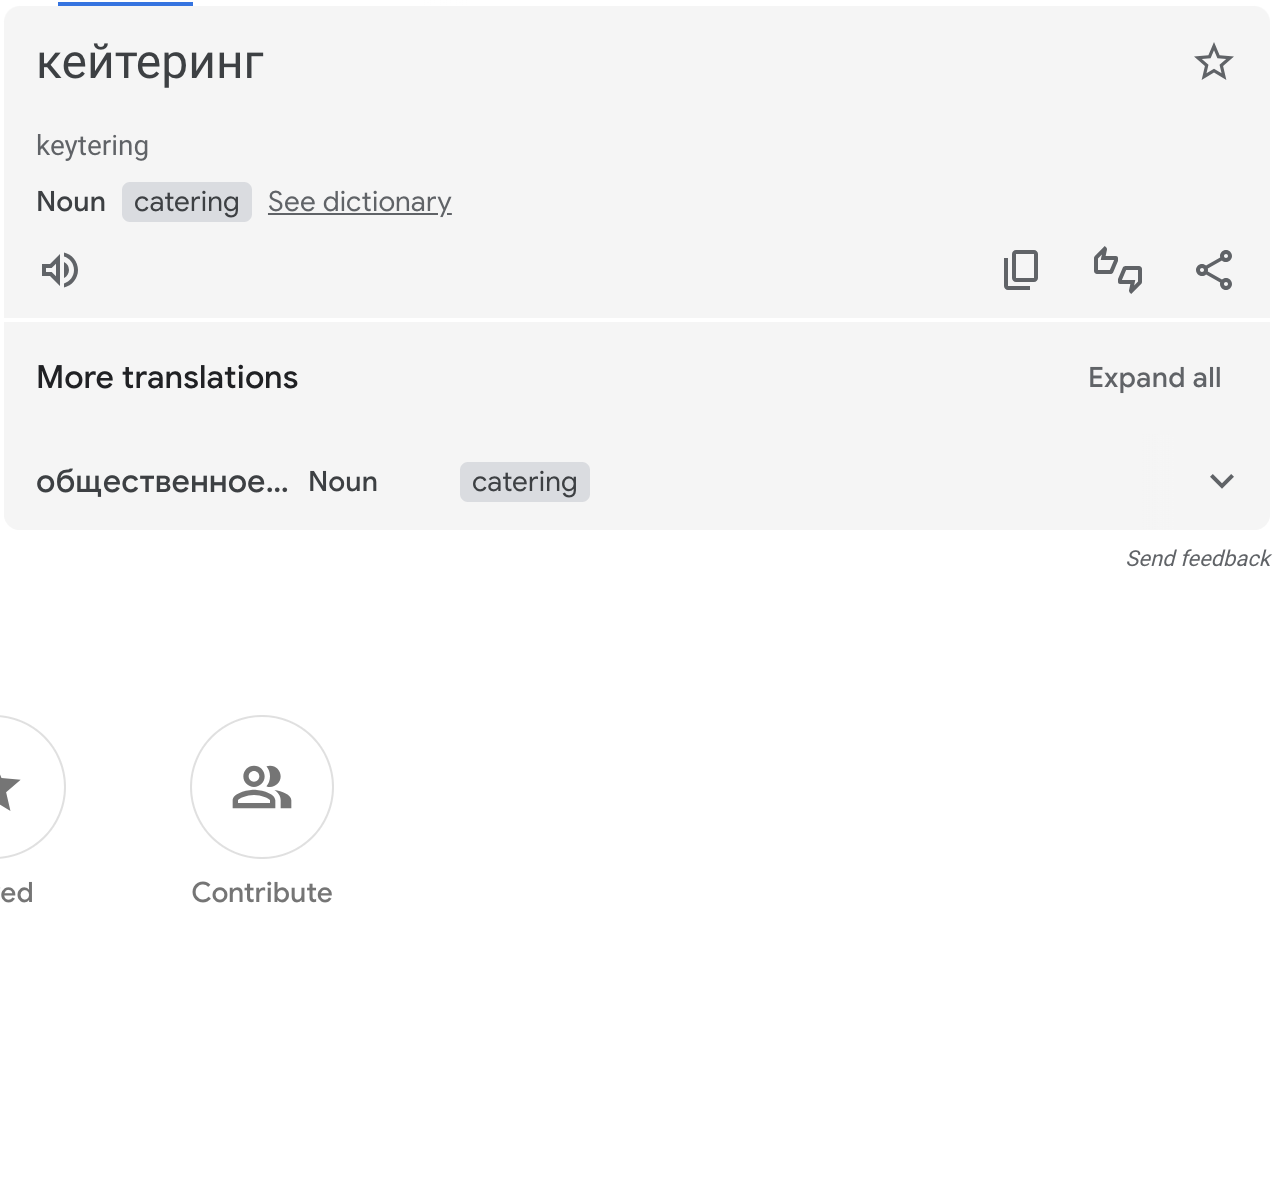 кейтеринг
keytering
Noun catering See dictionary
More translations Expand all
общественное... Noun catering
Send feedback
ed Contribute